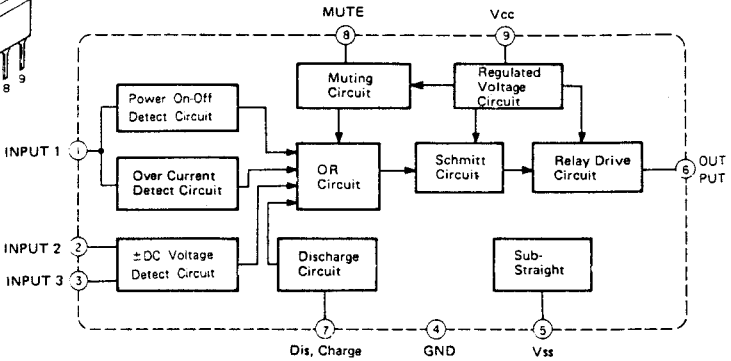 MUTE
Vcc
8
9
8
9
Muting
Circuit
Regulated
Voltage
Circuit
Power On-Off
Detect Circuit
INPUT 1
1
Over Current
Detect Circuit
OR
Circuit
Schmitt
Circuit
Relay Drive
Circuit
6
OUT
PUT
INPUT 2
2
INPUT 3
3
±DC Voltage
Detect Circuit
Discharge
Circuit
Sub-
Straight
7
4
5
Dis, Charge
GND
Vss